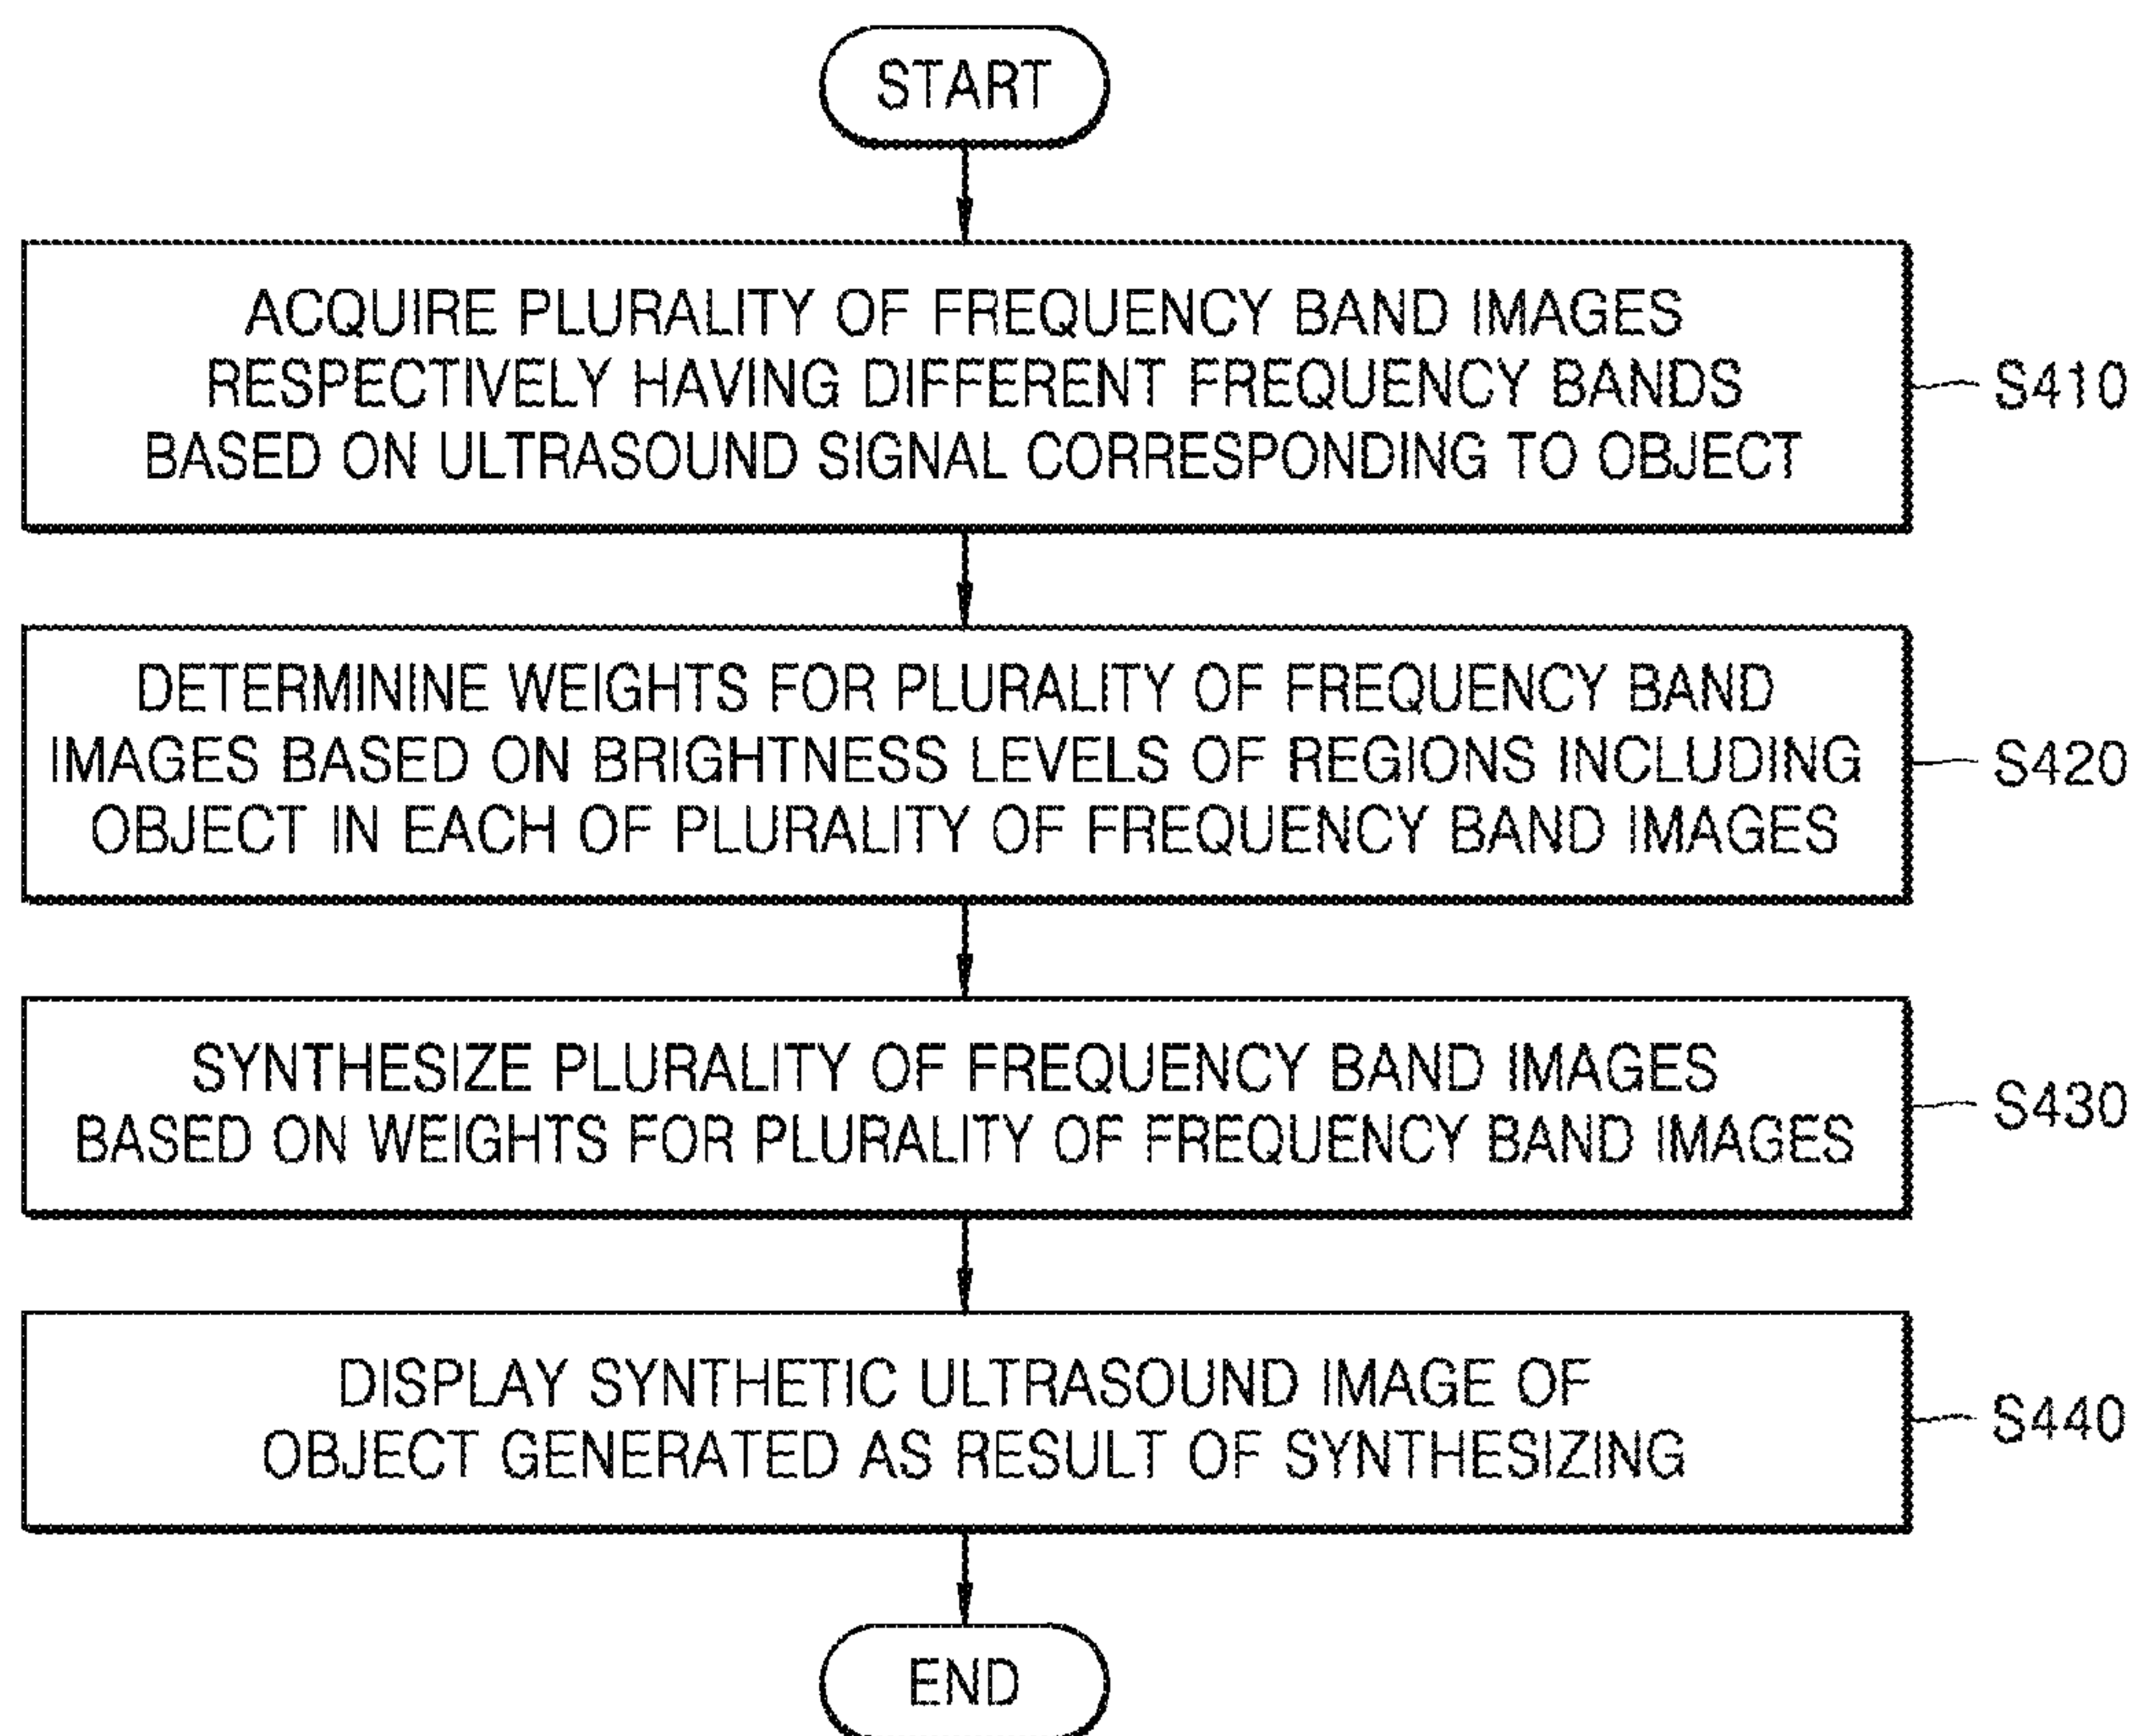 START
ACQUIRE PLURALITY OF FREQUENCY BAND IMAGES
RESPECTIVELY HAVING DIFFERENT FREQUENCY BANDS
BASED ON ULTRASOUND SIGNAL CORRESPONDING TO OBJECT
S410
DETERMININE WEIGHTS FOR PLURALITY OF FREQUENCY BAND
IMAGES BASED ON BRIGHTNESS LEVELS OF REGIONS INCLUDING
OBJECT IN EACH OF PLURALITY OF FREQUENCY BAND IMAGES
S420
SYNTHESIZE PLURALITY OF FREQUENCY BAND IMAGES
BASED ON WEIGHTS FOR PLURALITY OF FREQUENCY BAND IMAGES
S430
DISPLAY SYNTHETIC ULTRASOUND IMAGE OF
OBJECT GENERATED AS RESULT OF SYNTHESIZING
S440
END